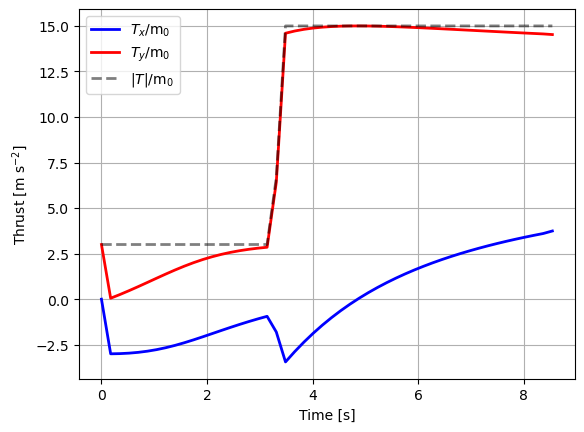 15.0
12.5
10.0
7.5
5.0
2.5
0.0
−2.5
Thrust [m s⁻²]
Tₓ/m₀
T_y/m₀
|T|/m₀
0 2 4 6 8
Time [s]